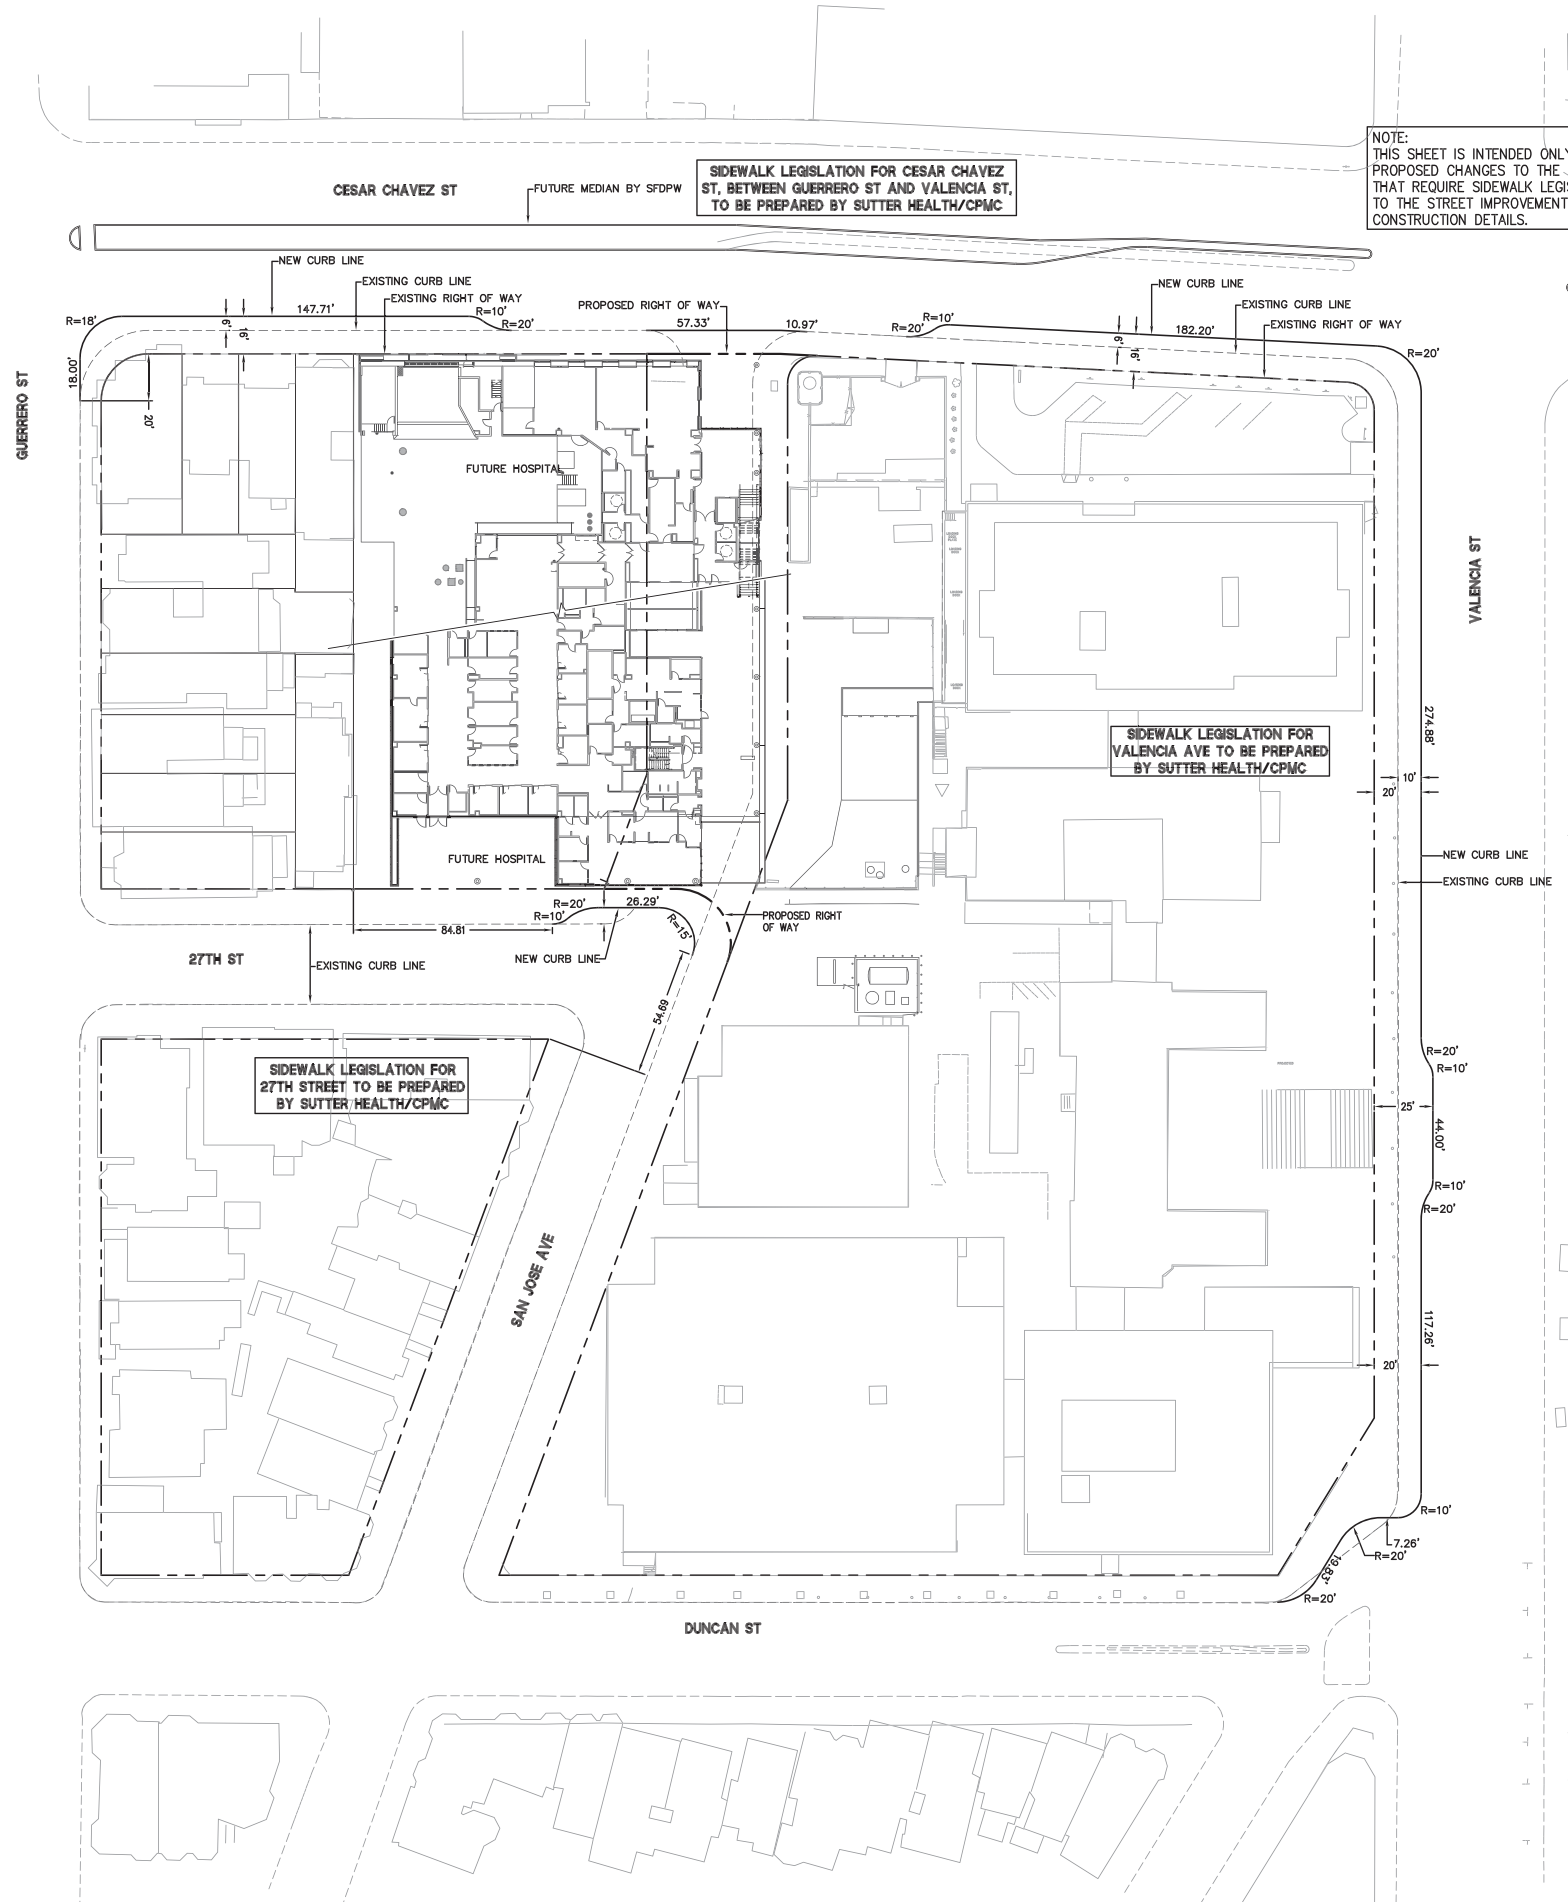 NOTE:
THIS SHEET IS INTENDED ONLY
PROPOSED CHANGES TO THE
THAT REQUIRE SIDEWALK
TO THE STREET IMPROVEMENT
CONSTRUCTION DETAILS.
SIDEWALK LEGISLATION FOR CESAR CHAVEZ
ST, BETWEEN GUERRERO ST AND VALENCIA ST,
TO BE PREPARED BY SUTTER HEALTH/CPMC
CESAR CHAVEZ ST
FUTURE MEDIAN BY SFDPW
NEW CURB LINE
EXISTING CURB LINE
EXISTING RIGHT OF WAY
PROPOSED RIGHT OF WAY
NEW CURB LINE
EXISTING CURB LINE
EXISTING RIGHT OF WAY
R=18'
147.71'
R=10'
R=20'
57.33'
10.97'
R=20'
R=10'
182.20'
R=20'
6'
16'
6'
16'
18.00'
20'
GUERRERO ST
FUTURE HOSPITAL
VALENCIA ST
274.88'
SIDEWALK LEGISLATION FOR
VALENCIA AVE TO BE PREPARED
BY SUTTER HEALTH/CPMC
10'
20'
NEW CURB LINE
EXISTING CURB LINE
FUTURE HOSPITAL
R=20'
26.29'
R=10'
R=15'
84.81
PROPOSED RIGHT
OF WAY
27TH ST
EXISTING CURB LINE
NEW CURB LINE
54.69
SIDEWALK LEGISLATION FOR
27TH STREET TO BE PREPARED
BY SUTTER HEALTH/CPMC
R=20'
R=10'
25'
44.00'
R=10'
R=20'
SAN JOSE AVE
117.26'
20'
R=10'
7.26'
R=20'
19.83'
R=20'
DUNCAN ST